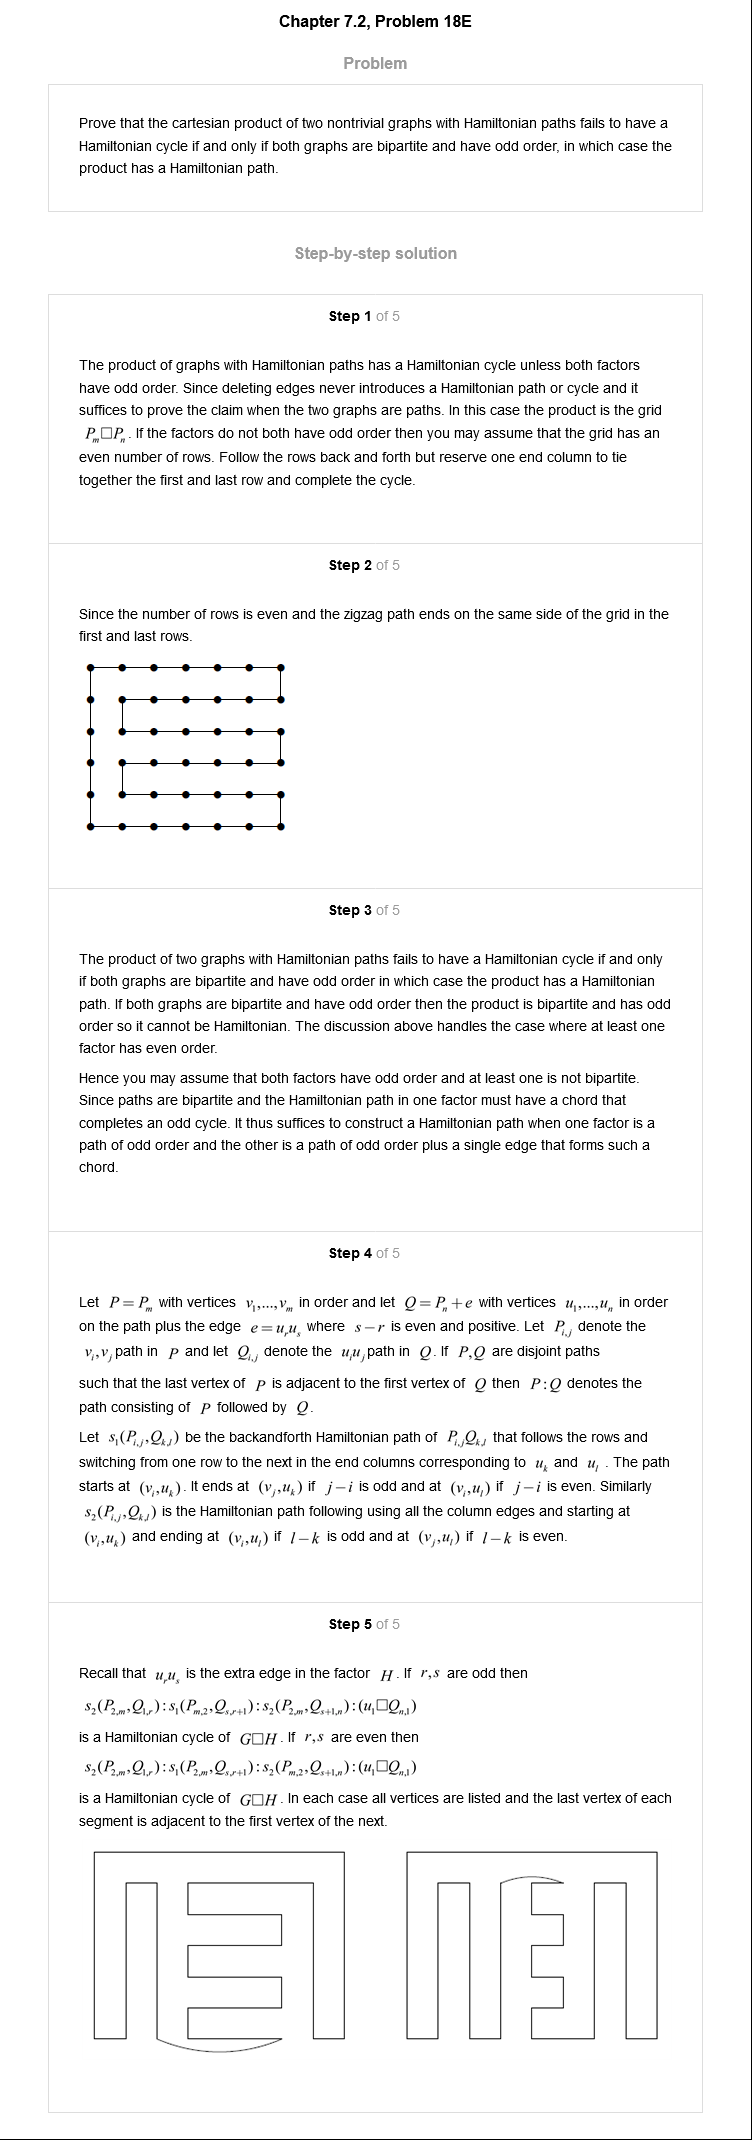 Chapter 7.2, Problem 18E
Problem
Prove that the cartesian product of two nontrivial graphs with Hamiltonian paths fails to have a
Hamiltonian cycle if and only if both graphs are bipartite and have odd order, in which case the
product has a Hamiltonian path.
Step-by-step solution
Step 1 of 5
The product of graphs with Hamiltonian paths has a Hamiltonian cycle unless both factors
have odd order. Since deleting edges never introduces a Hamiltonian path or cycle and it
suffices to prove the claim when the two graphs are paths. In this case the product is the grid
Pₘ□Pₙ. If the factors do not both have odd order then you may assume that the grid has an
even number of rows. Follow the rows back and forth but reserve one end column to tie
together the first and last row and complete the cycle.
Step 2 of 5
Since the number of rows is even and the zigzag path ends on the same side of the grid in the
first and last rows.
Step 3 of 5
The product of two graphs with Hamiltonian paths fails to have a Hamiltonian cycle if and only
if both graphs are bipartite and have odd order in which case the product has a Hamiltonian
path. If both graphs are bipartite and have odd order then the product is bipartite and has odd
order so it cannot be Hamiltonian. The discussion above handles the case where at least one
factor has even order.
Hence you may assume that both factors have odd order and at least one is not bipartite.
Since paths are bipartite and the Hamiltonian path in one factor must have a chord that
completes an odd cycle. It thus suffices to construct a Hamiltonian path when one factor is a
path of odd order and the other is a path of odd order plus a single edge that forms such a
chord.
Step 4 of 5
Let P = P_m with vertices v_1,...,v_m in order and let Q = P_n + e with vertices u_1,...,u_n in order
on the path plus the edge e = u_r u_s where s − r is even and positive. Let P_{i,j} denote the
v_i,v_j path in P and let Q_{i,j} denote the u_i u_j path in Q. If P,Q are disjoint paths
such that the last vertex of P is adjacent to the first vertex of Q then P:Q denotes the
path consisting of P followed by Q.
Let s_1(P_{i,j},Q_{k,l}) be the backandforth Hamiltonian path of P_{i,j}Q_{k,l} that follows the rows and
switching from one row to the next in the end columns corresponding to u_k and u_l. The path
starts at (v_i,u_k). It ends at (v_j,u_k) if j−i is odd and at (v_i,u_l) if j−i is even. Similarly
s_2(P_{i,j},Q_{k,l}) is the Hamiltonian path following using all the column edges and starting at
(v_i,u_k) and ending at (v_i,u_l) if l−k is odd and at (v_j,u_l) if l−k is even.
Step 5 of 5
Recall that u_r u_s is the extra edge in the factor H. If r,s are odd then
s_2(P_{2,m},Q_{1,r}):s_1(P_{m,2},Q_{s,r+1}):s_2(P_{2,m},Q_{s+1,n}):(u_1□Q_{n,1})
is a Hamiltonian cycle of G□H. If r,s are even then
s_2(P_{2,m},Q_{1,r}):s_1(P_{2,m},Q_{s,r+1}):s_2(P_{m,2},Q_{s+1,n}):(u_1□Q_{n,1})
is a Hamiltonian cycle of G□H. In each case all vertices are listed and the last vertex of each
segment is adjacent to the first vertex of the next.